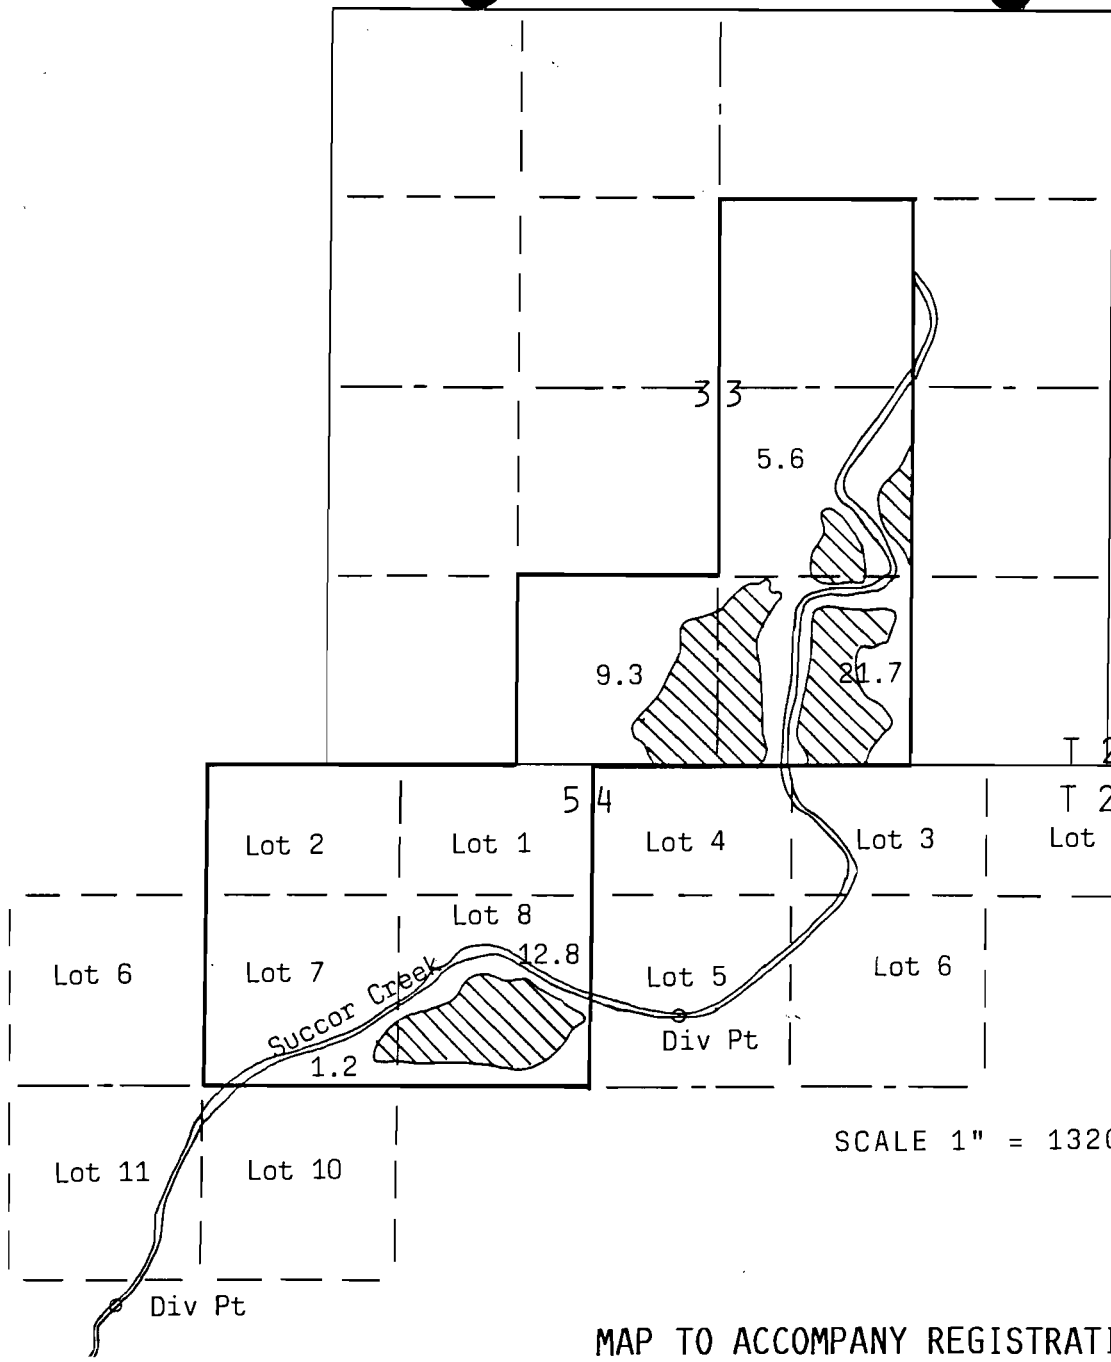 33
5.6
9.3
21.7
T 2
5 4
T 2
Lot 2
Lot 1
Lot 4
Lot 3
Lot
Lot 8
12.8
Lot 6
Lot 7
Lot 5
Lot 6
Succor Creek
Div Pt
1.2
SCALE 1" = 1320
Lot 11
Lot 10
Div Pt
MAP TO ACCOMPANY REGISTRATI